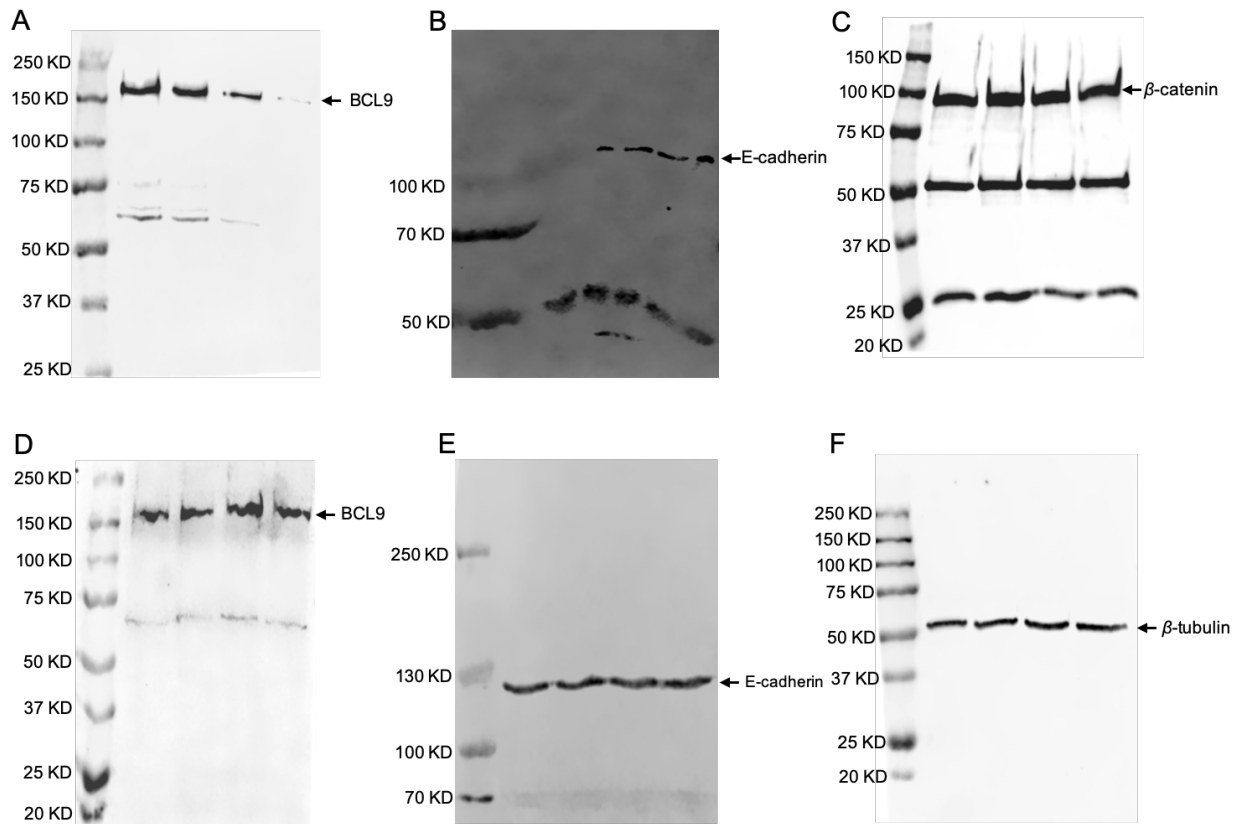 A
250 KD
150 KD
100 KD
75 KD
50 KD
37 KD
25 KD
BCL9
B
100 KD
70 KD
50 KD
E-cadherin
C
150 KD
100 KD
75 KD
50 KD
37 KD
25 KD
20 KD
β-catenin
D
250 KD
150 KD
100 KD
75 KD
50 KD
37 KD
25 KD
20 KD
BCL9
E
250 KD
130 KD
100 KD
70 KD
E-cadherin
F
250 KD
150 KD
100 KD
75 KD
50 KD
37 KD
25 KD
20 KD
β-tubulin